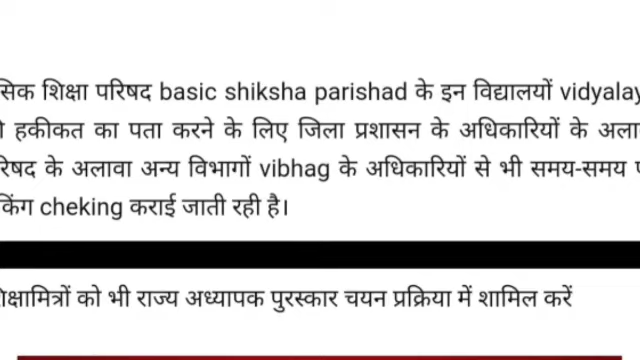 सिक शिक्षा परिषद basic shiksha parishad के इन विद्यालयों vidyalay
हकीकत का पता करने के लिए जिला प्रशासन के अधिकारियों के अला
रिषद के अलावा अन्य विभागों vibhag के अधिकारियों से भी समय-समय प
किंग cheking कराई जाती रही है।
क्षामित्रों को भी राज्य अध्यापक पुरस्कार चयन प्रक्रिया में शामिल करें